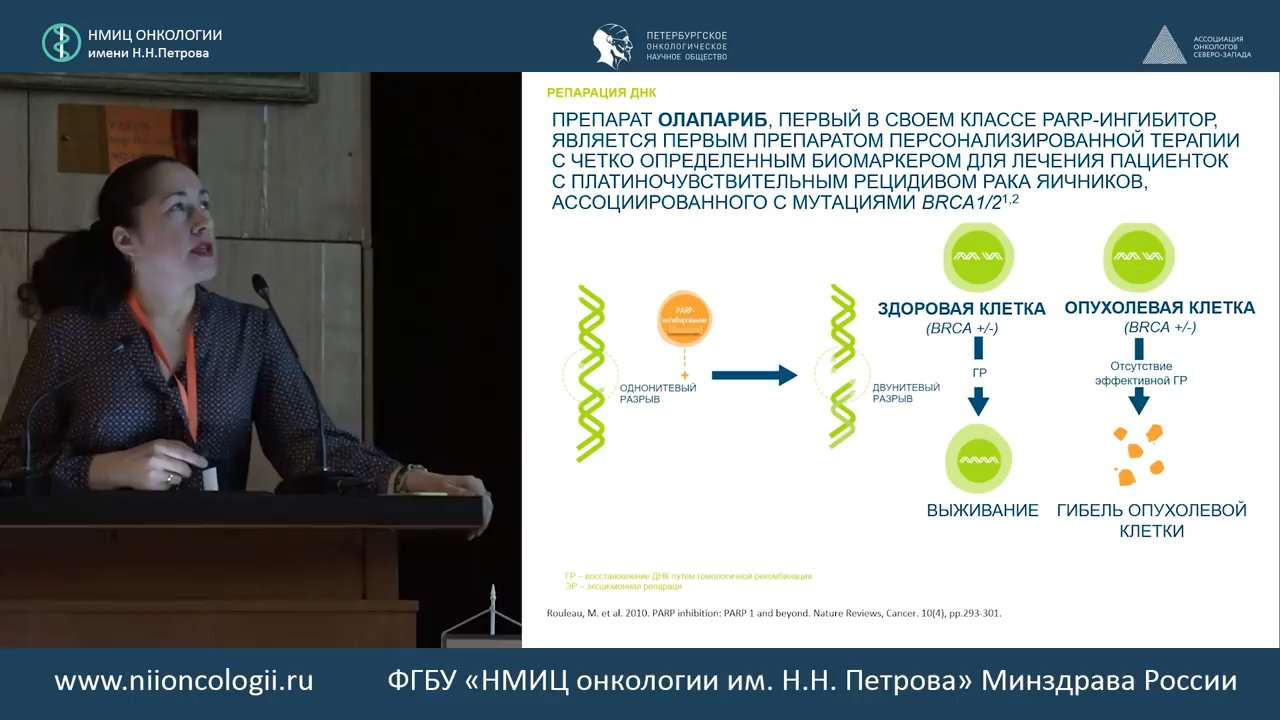 НМИЦ ОНКОЛОГИИ
имени Н.Н.Петрова
ПЕТЕРБУРГСКОЕ
ОНКОЛОГИЧЕСКОЕ
НАУЧНОЕ ОБЩЕСТВО
АССОЦИАЦИЯ
ОНКОЛОГОВ
СЕВЕРО-ЗАПАДА
РЕПАРАЦИЯ ДНК
ПРЕПАРАТ ОЛАПАРИБ, ПЕРВЫЙ В СВОЕМ КЛАССЕ PARP-ИНГИБИТОР,
ЯВЛЯЕТСЯ ПЕРВЫМ ПРЕПАРАТОМ ПЕРСОНАЛИЗИРОВАННОЙ ТЕРАПИИ
С ЧЕТКО ОПРЕДЕЛЕННЫМ БИОМАРКЕРОМ ДЛЯ ЛЕЧЕНИЯ ПАЦИЕНТОК
С ПЛАТИНОЧУВСТВИТЕЛЬНЫМ РЕЦИДИВОМ РАКА ЯИЧНИКОВ,
АССОЦИИРОВАННОГО С МУТАЦИЯМИ BRCA1/2¹,²
PARP-
ингибирование
ОДНОНИТЕВЫЙ
РАЗРЫВ
ДВУНИТЕВЫЙ
РАЗРЫВ
ЗДОРОВАЯ КЛЕТКА
(BRCA +/-)
ГР
ВЫЖИВАНИЕ
ОПУХОЛЕВАЯ КЛЕТКА
(BRCA +/-)
Отсутствие
эффективной ГР
ГИБЕЛЬ ОПУХОЛЕВОЙ
КЛЕТКИ
ГР – восстановление ДНК путем гомологичной рекомбинации
ЭР – эксцизионная репараци
Rouleau, M. et al. 2010. PARP inhibition: PARP 1 and beyond. Nature Reviews, Cancer. 10(4), pp.293-301.
www.niioncologii.ru
ФГБУ «НМИЦ онкологии им. Н.Н. Петрова» Минздрава России